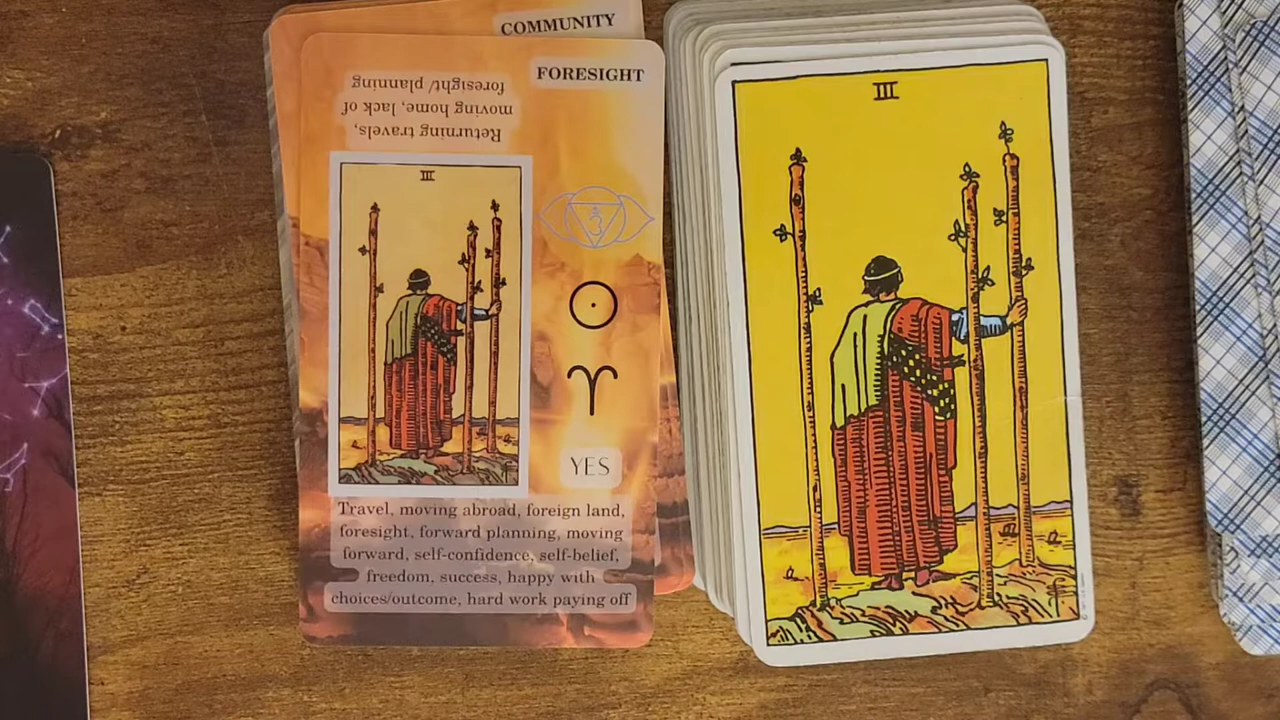 COMMUNITY
FORESIGHT
Returning travels,
moving home, lack of
foresight/ planning
III
YES
Travel, moving abroad, foreign land,
foresight, forward planning, moving
forward, self-confidence, self-belief,
freedom, success, happy with
choices/outcome, hard work paying off
III